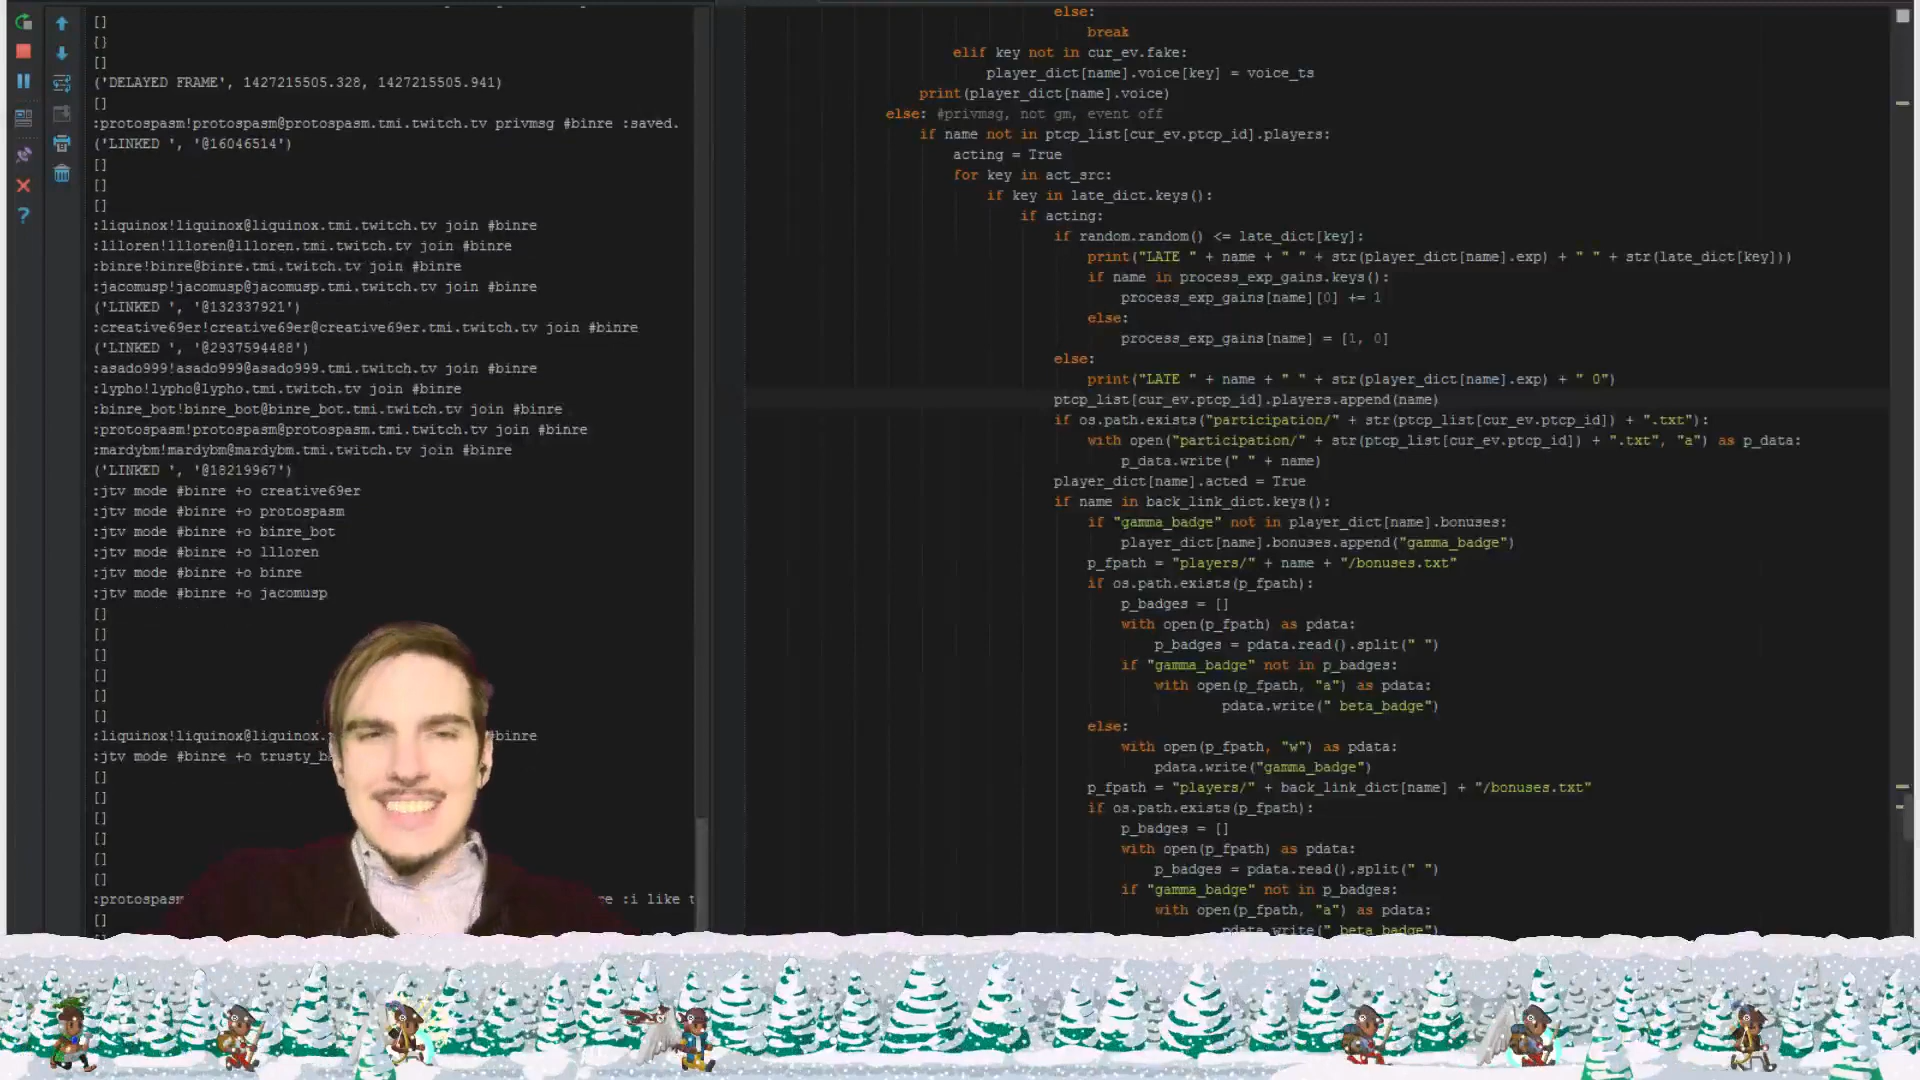 []
{}
[]
('DELAYED FRAME', 1427215505.328, 1427215505.941)
[]
:protospasm!protospasm@protospasm.tmi.twitch.tv privmsg #binre :saved.
('LINKED ', '@16046514')
[]
[]
[]
:liquinox!liquinox@liquinox.tmi.twitch.tv join #binre
:llloren!llloren@llloren.tmi.twitch.tv join #binre
:binre!binre@binre.tmi.twitch.tv join #binre
:jacomusp!jacomusp@jacomusp.tmi.twitch.tv join #binre
('LINKED ', '@132337921')
:creative69er!creative69er@creative69er.tmi.twitch.tv join #binre
('LINKED ', '@2937594488')
:asado999!asado999@asado999.tmi.twitch.tv join #binre
:lypho!lypho@lypho.tmi.twitch.tv join #binre
:binre_bot!binre_bot@binre_bot.tmi.twitch.tv join #binre
:protospasm!protospasm@protospasm.tmi.twitch.tv join #binre
:mardybm!mardybm@mardybm.tmi.twitch.tv join #binre
('LINKED ', '@18219967')
:jtv mode #binre +o creative69er
:jtv mode #binre +o protospasm
:jtv mode #binre +o binre_bot
:jtv mode #binre +o llloren
:jtv mode #binre +o binre
:jtv mode #binre +o jacomusp
[]
[]
[]
[]
[]
[]
:liquinox!liquinox@liquinox. #binre
:jtv mode #binre +o trusty_b
[]
[]
[]
[]
[]
[]
:protospasm re :i like t
[]
else:
break
elif key not in cur_ev.fake:
player_dict[name].voice[key] = voice_ts
print(player_dict[name].voice)
else: #privmsg, not gm, event off
if name not in ptcp_list[cur_ev.ptcp_id].players:
acting = True
for key in act_src:
if key in late_dict.keys():
if acting:
if random.random() <= late_dict[key]:
print("LATE " + name + " " + str(player_dict[name].exp) + " " + str(late_dict[key]))
if name in process_exp_gains.keys():
process_exp_gains[name][0] += 1
else:
process_exp_gains[name] = [1, 0]
else:
print("LATE " + name + " " + str(player_dict[name].exp) + " 0")
ptcp_list[cur_ev.ptcp_id].players.append(name)
if os.path.exists("participation/" + str(ptcp_list[cur_ev.ptcp_id]) + ".txt"):
with open("participation/" + str(ptcp_list[cur_ev.ptcp_id]) + ".txt", "a") as p_data:
p_data.write(" " + name)
player_dict[name].acted = True
if name in back_link_dict.keys():
if "gamma_badge" not in player_dict[name].bonuses:
player_dict[name].bonuses.append("gamma_badge")
p_fpath = "players/" + name + "/bonuses.txt"
if os.path.exists(p_fpath):
p_badges = []
with open(p_fpath) as pdata:
p_badges = pdata.read().split(" ")
if "gamma_badge" not in p_badges:
with open(p_fpath, "a") as pdata:
pdata.write(" beta_badge")
else:
with open(p_fpath, "w") as pdata:
pdata.write("gamma_badge")
p_fpath = "players/" + back_link_dict[name] + "/bonuses.txt"
if os.path.exists(p_fpath):
p_badges = []
with open(p_fpath) as pdata:
p_badges = pdata.read().split(" ")
if "gamma_badge" not in p_badges:
with open(p_fpath, "a") as pdata:
pdata.write(" beta_badge")